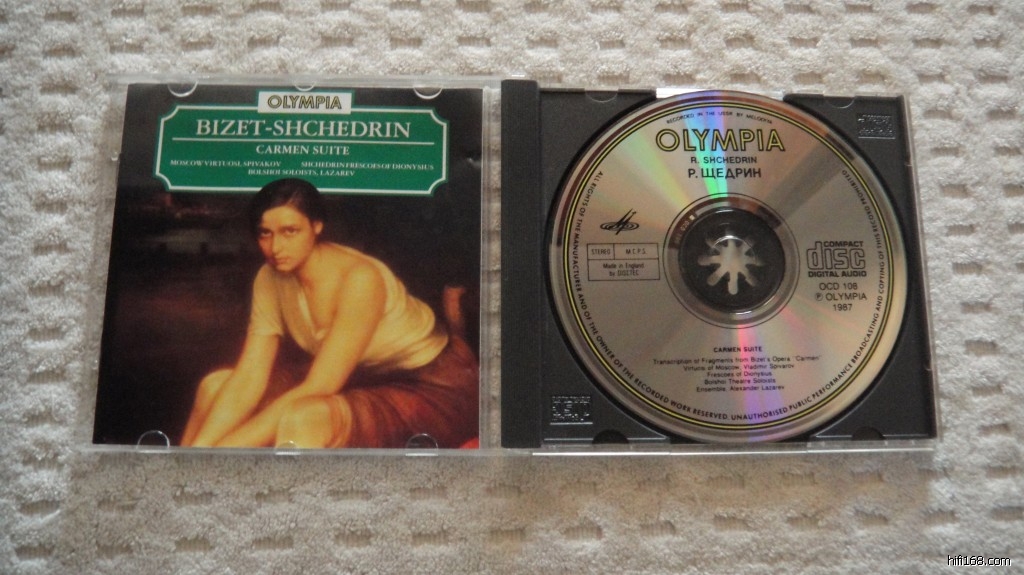 OLYMPIA
BIZET-SHCHEDRIN
CARMEN SUITE
MOSCOW VIRTUOSI, SPIVAKOV SHCHEDRIN FRESCOES OF DIONYSIUS
BOLSHOI SOLOISTS, LAZAREV
RECORDED IN THE USSR BY MELODIYA
OLYMPIA
R. SHCHEDRIN
Р. ЩЕДРИН
STEREO M.C.P.S.
Made in England
by DISCTEC
COMPACT
disc
DIGITAL AUDIO
OCD 108
Ⓟ OLYMPIA
1987
CARMEN SUITE
Transcription of Fragments from Bizet's Opera "Carmen"
Virtuosi of Moscow, Vladimir Spivakov
Frescoes of Dionysius
Bolshoi Theatre Soloists
Ensemble, Alexander Lazarev
ALL RIGHTS OF THE MANUFACTURER AND OF THE OWNER OF THE RECORDED WORK RESERVED. UNAUTHORISED PUBLIC PERFORMANCE BROADCASTING AND COPYING OF THIS RECORD PROHIBITED
hifi168.com